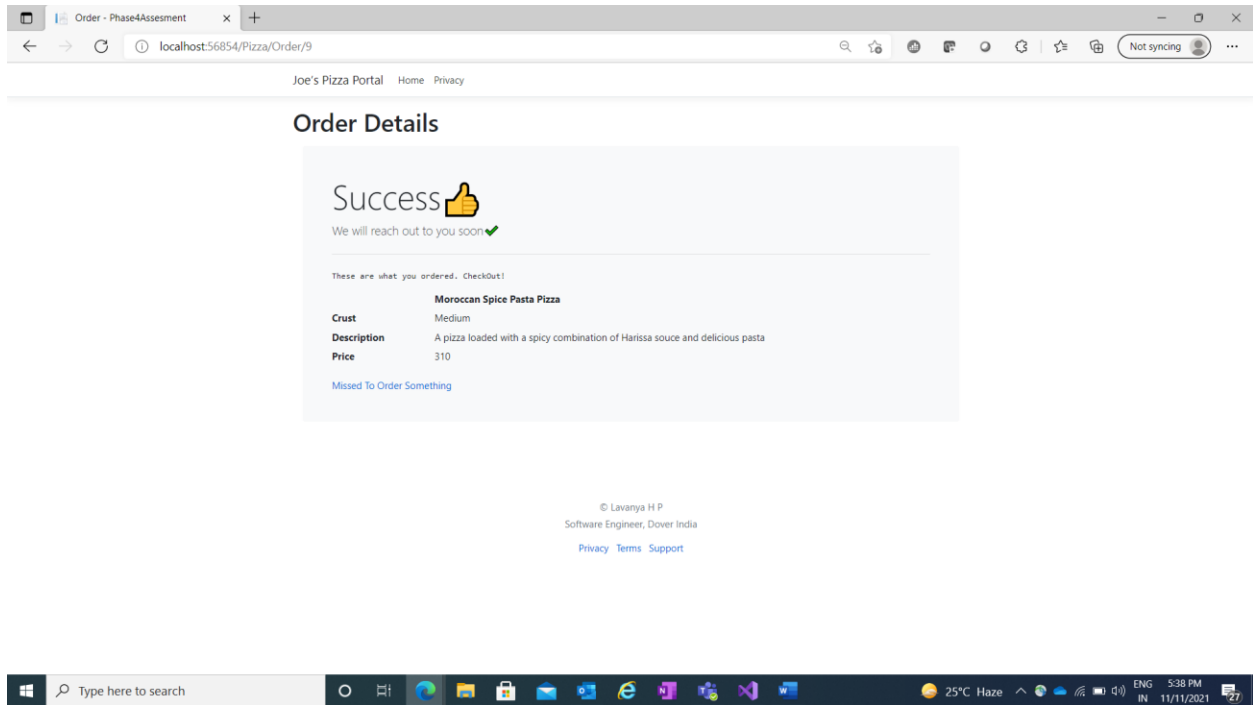 Order - Phase4Assesment
localhost:56854/Pizza/Order/9
Not syncing
Joe's Pizza Portal Home Privacy
Order Details
Success
We will reach out to you soon
These are what you ordered. CheckOut!
Moroccan Spice Pasta Pizza
Crust Medium
Description A pizza loaded with a spicy combination of Harissa souce and delicious pasta
Price 310
Missed To Order Something
© Lavanya H P
Software Engineer, Dover India
Privacy Terms Support
Type here to search
25°C Haze
ENG 5:38 PM
IN 11/11/2021
27